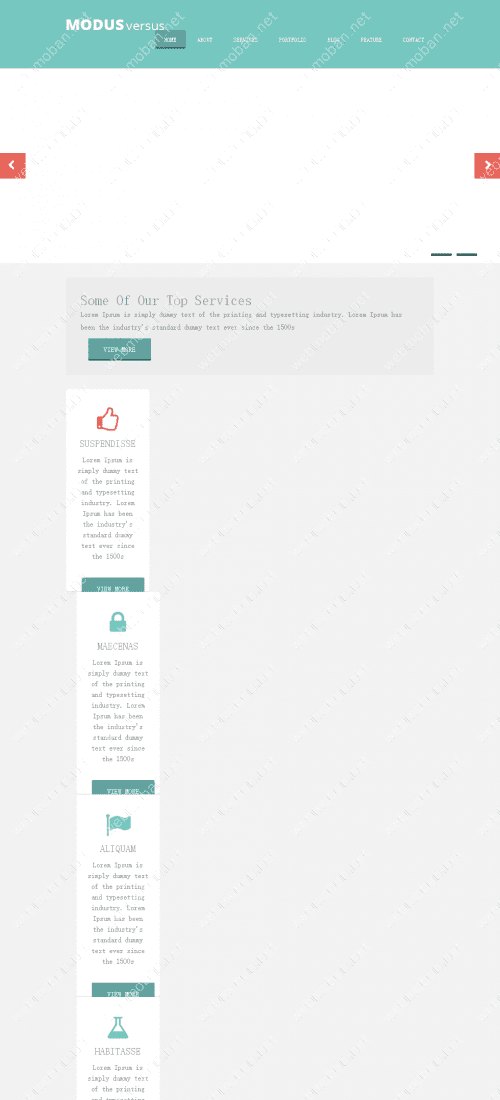 MODUS versus
HOME ABOUT SERVICES PORTFOLIO BLOG FEATURE CONTACT
Some Of Our Top Services
Lorem Ipsum is simply dummy text of the printing and typesetting industry. Lorem Ipsum has
been the industry's standard dummy text ever since the 1500s
VIEW MORE
SUSPENDISSE
Lorem Ipsum is
simply dummy text
of the printing
and typesetting
industry. Lorem
Ipsum has been
the industry's
standard dummy
text ever since
the 1500s
VIEW MORE
MAECENAS
Lorem Ipsum is
simply dummy text
of the printing
and typesetting
industry. Lorem
Ipsum has been
the industry's
standard dummy
text ever since
the 1500s
VIEW MORE
ALIQUAM
Lorem Ipsum is
simply dummy text
of the printing
and typesetting
industry. Lorem
Ipsum has been
the industry's
standard dummy
text ever since
the 1500s
VIEW MORE
HABITASSE
Lorem Ipsum is
simply dummy text
of the printing
and typesetting